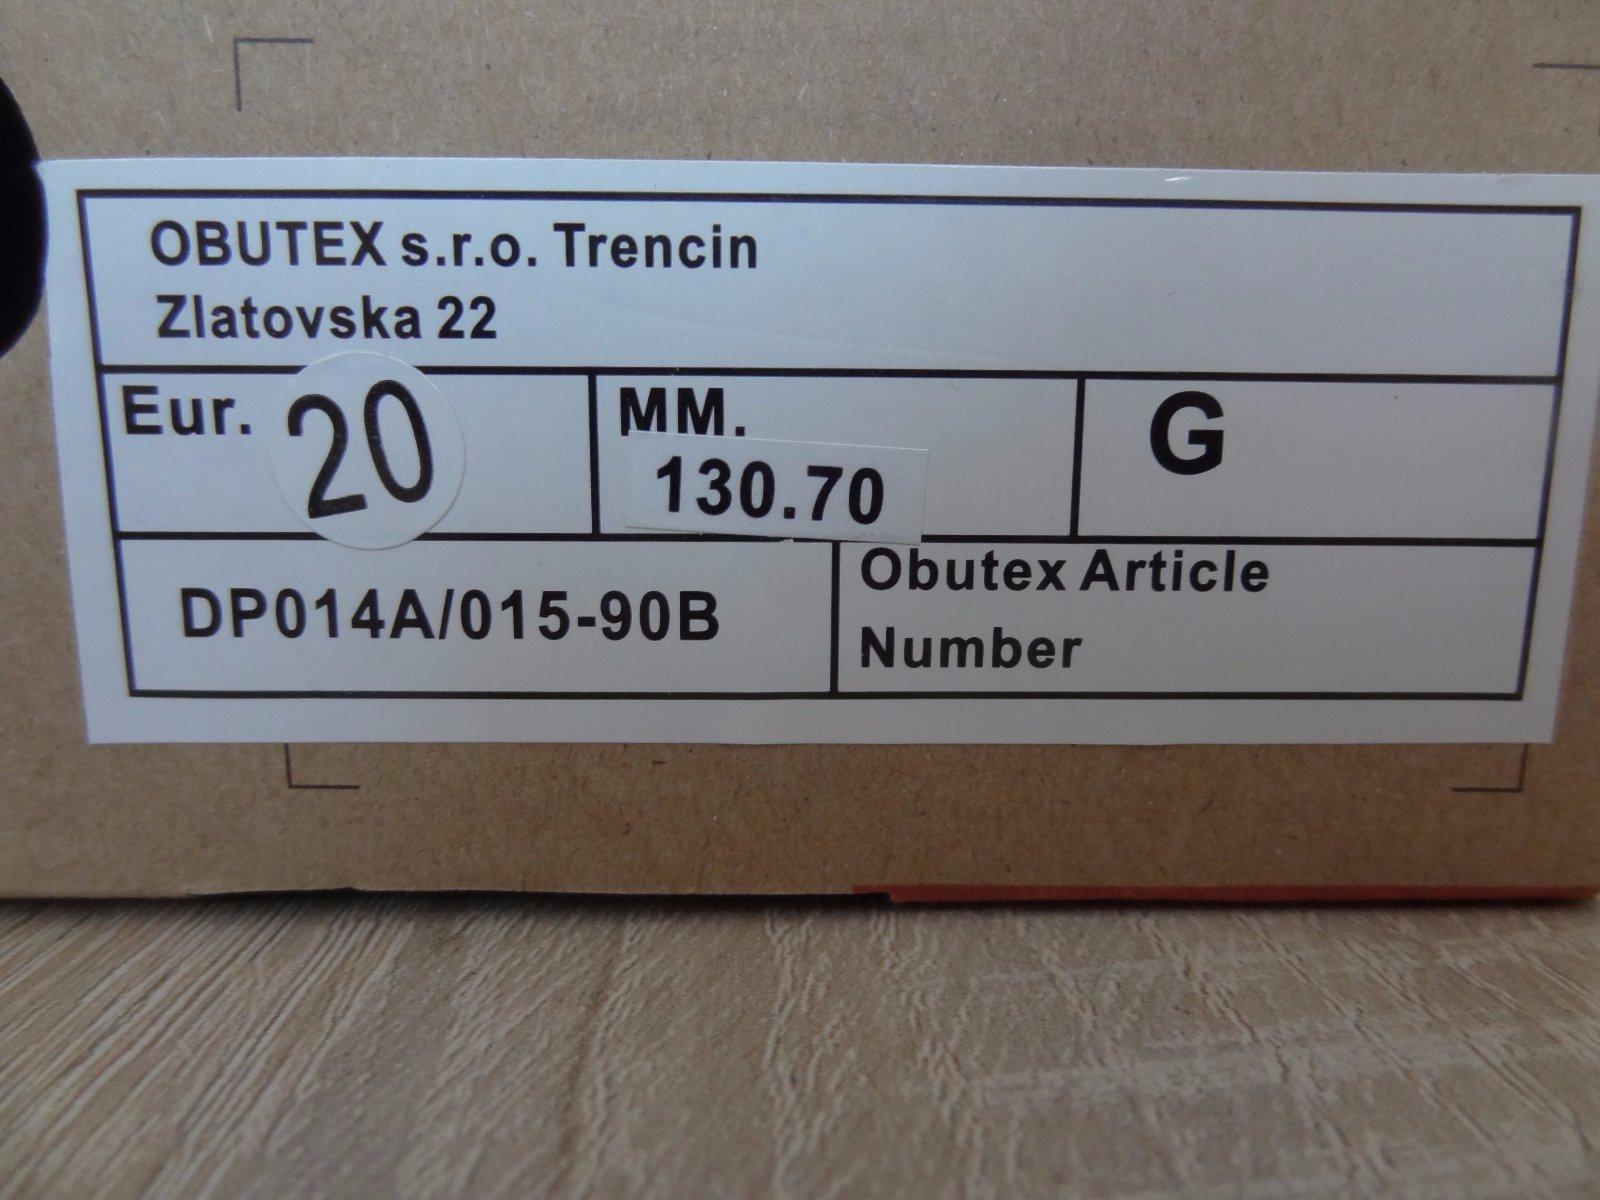 OBUTEX s.r.o. Trencin
Zlatovska 22
Eur. 20
MM.
130.70
G
DP014A/015-90B
Obutex Article
Number